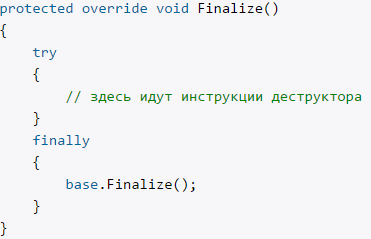 protected override void Finalize()
{
    try
    {
        // здесь идут инструкции деструктора
    }
    finally
    {
        base.Finalize();
    }
}